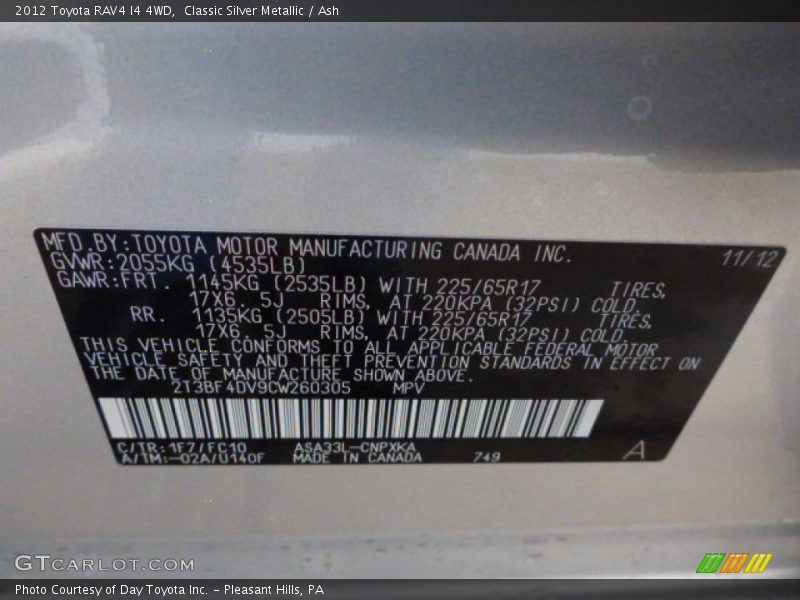 2012 Toyota RAV4 I4 4WD,  Classic Silver Metallic / Ash
MFD.BY:TOYOTA MOTOR MANUFACTURING CANADA INC. 11/12
GVWR:2055KG (4535LB)
GAWR:FRT. 1145KG (2535LB) WITH 225/65R17 TIRES,
17X6.5J RIMS, AT 220KPA (32PSI) COLD
RR. 1135KG (2505LB) WITH 225/65R17 TIRES,
17X6.5J RIMS, AT 220KPA (32PSI) COLD
THIS VEHICLE CONFORMS TO ALL APPLICABLE FEDERAL MOTOR
VEHICLE SAFETY AND THEFT PREVENTION STANDARDS IN EFFECT ON
THE DATE OF MANUFACTURE SHOWN ABOVE.
2T3BF4DV9CW260305 MPV
C/TR:1F7/FC10 ASA33L-CNPXKA
A/TM:-02A/U140F MADE IN CANADA 749 A
GTCARLOT.COM
Photo Courtesy of Day Toyota Inc. - Pleasant Hills, PA